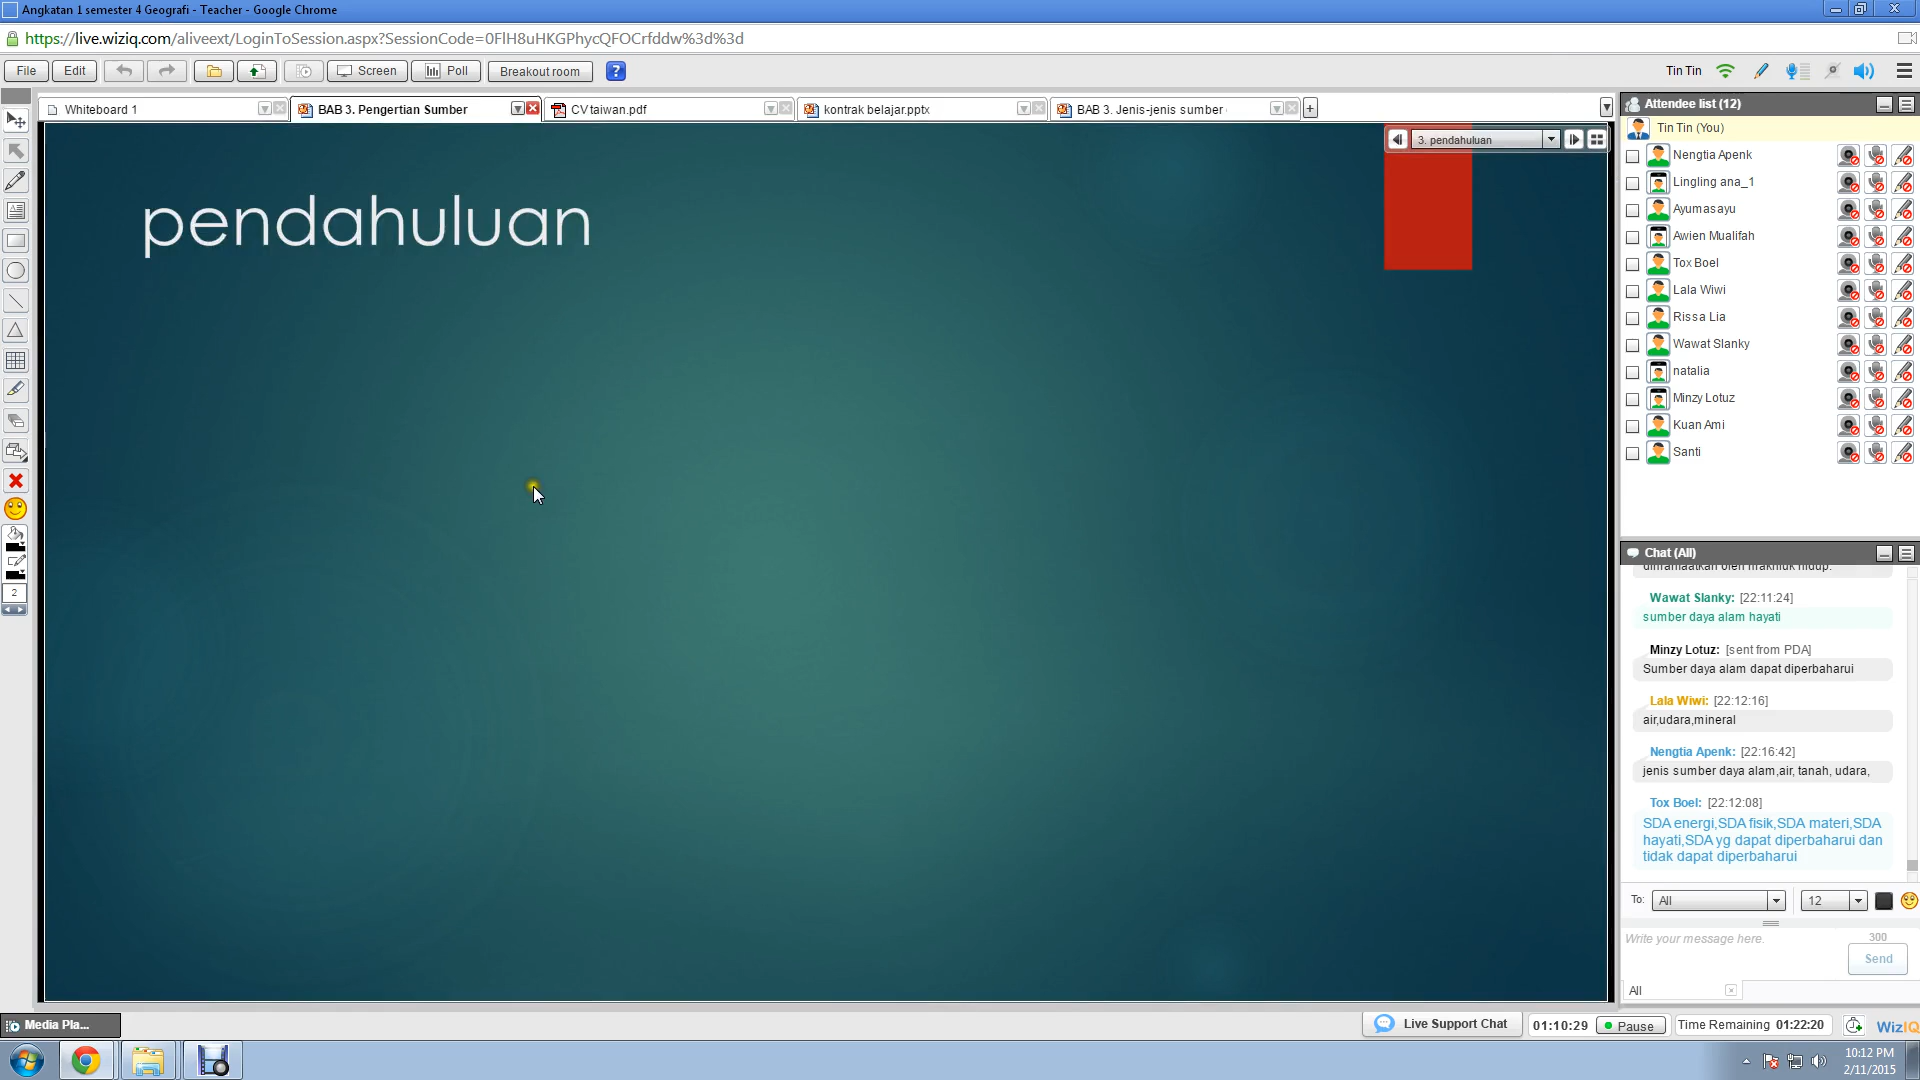 Angkatan 1 semester 4 Geografi - Teacher - Google Chrome
https://live.wiziq.com/aliveext/LoginToSession.aspx?SessionCode=0FlH8uHKGPhycQFOCrfddw%3d%3d
File Edit Screen Poll Breakout room ? Tin Tin
Whiteboard 1 BAB 3. Pengertian Sumber CV taiwan.pdf kontrak belajar.pptx BAB 3. Jenis-jenis sumber +
3. pendahuluan
pendahuluan
2
Attendee list (12)
Tin Tin (You)
Nengtia Apenk
Lingling ana_1
Ayumasayu
Awien Mualifah
Tox Boel
Lala Wiwi
Rissa Lia
Wawat Slanky
natalia
Minzy Lotuz
Kuan Ami
Santi
Chat (All)
dimanfaatkan oleh makhluk hidup.
Wawat Slanky: [22:11:24]
sumber daya alam hayati
Minzy Lotuz: [sent from PDA]
Sumber daya alam dapat diperbaharui
Lala Wiwi: [22:12:16]
air,udara,mineral
Nengtia Apenk: [22:16:42]
jenis sumber daya alam,air, tanah, udara,
Tox Boel: [22:12:08]
SDA energi,SDA fisik,SDA materi,SDA
hayati,SDA yg dapat diperbaharui dan
tidak dapat diperbaharui
To: All 12
Write your message here. 300
Send
All
Media Pla... Live Support Chat 01:10:29 Pause Time Remaining 01:22:20 WizIQ
10:12 PM
2/11/2015